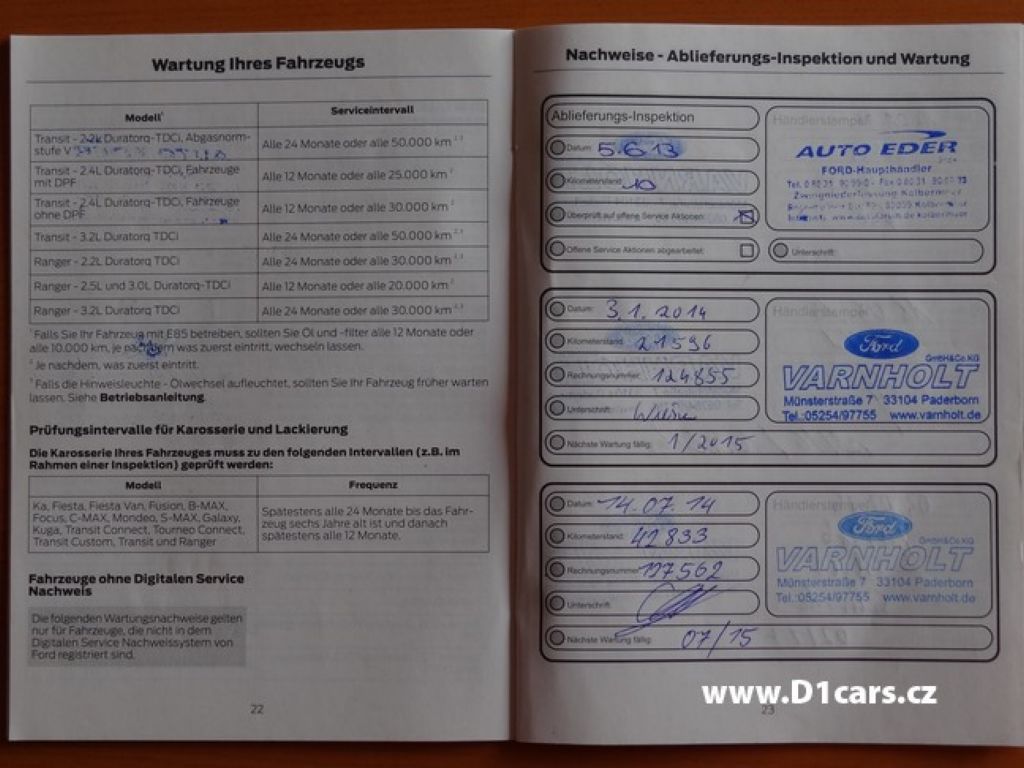 Wartung Ihres Fahrzeugs
Modell¹
Serviceintervall
Transit - 2.2L Duratorq-TDCi, Abgasnorm-
stufe V
Alle 24 Monate oder alle 50.000 km
Transit - 2.4L Duratorq-TDCi, Fahrzeuge
mit DPF
Alle 12 Monate oder alle 25.000 km
Transit - 2.4L Duratorq-TDCi, Fahrzeuge
ohne DPF
Alle 12 Monate oder alle 30.000 km
Transit - 3.2L Duratorq TDCi
Alle 24 Monate oder alle 50.000 km
Ranger - 2.2L Duratorq TDCi
Alle 24 Monate oder alle 30.000 km
Ranger - 2.5L und 3.0L Duratorq-TDCi
Alle 12 Monate oder alle 20.000 km
Ranger - 3.2L Duratorq TDCi
Alle 24 Monate oder alle 30.000 km
¹ Falls Sie Ihr Fahrzeug mit E85 betreiben, sollten Sie Öl und -filter alle 12 Monate oder
alle 10.000 km, je nachdem was zuerst eintritt, wechseln lassen.
² Je nachdem, was zuerst eintritt.
³ Falls die Hinweisleuchte - Ölwechsel aufleuchtet, sollten Sie Ihr Fahrzeug früher warten
lassen. Siehe Betriebsanleitung.
Prüfungsintervalle für Karosserie und Lackierung
Die Karosserie Ihres Fahrzeuges muss zu den folgenden Intervallen (z.B. im
Rahmen einer Inspektion) geprüft werden:
Modell
Frequenz
Ka, Fiesta, Fiesta Van, Fusion, B-MAX,
Focus, C-MAX, Mondeo, S-MAX, Galaxy,
Kuga, Transit Connect, Tourneo Connect,
Transit Custom, Transit und Ranger
Spätestens alle 24 Monate bis das Fahr-
zeug sechs Jahre alt ist und danach
spätestens alle 12 Monate.
Fahrzeuge ohne Digitalen Service
Nachweis
Die folgenden Wartungsnachweise gelten
nur für Fahrzeuge, die nicht in dem
Digitalen Service Nachweissystem von
Ford registriert sind.
22
Nachweise - Ablieferungs-Inspektion und Wartung
Ablieferungs-Inspektion
Datum: 5.6.13
Kilometerstand: 10
Überprüft auf offene Service Aktionen:
Offene Service Aktionen abgearbeitet:
Händlerstempel
AUTO EDER
FORD-Haupthändler
Zweigniederlassung Kolbermoor
Unterschrift:
Datum: 3.1.2014
Kilometerstand: 21596
Rechnungsnummer: 124855
Unterschrift:
Nächste Wartung fällig: 1/2015
Händlerstempel
Ford
GmbH&Co.KG
VARNHOLT
Münsterstraße 7 33104 Paderborn
Tel.:05254/97755 www.varnholt.de
Datum: 14.07.14
Kilometerstand: 42833
Rechnungsnummer: 127562
Unterschrift:
Nächste Wartung fällig: 07/15
Händlerstempel
Ford
GmbH&Co.KG
VARNHOLT
Münsterstraße 7 33104 Paderborn
Tel.:05254/97755 www.varnholt.de
www.D1cars.cz
23